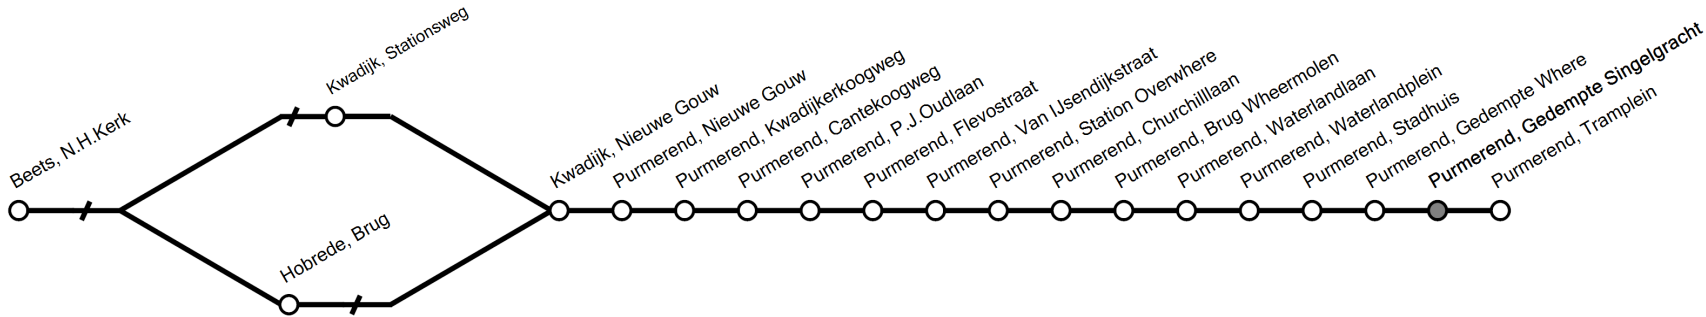 Beets, N.H.Kerk
Kwadijk, Stationsweg
Hobrede, Brug
Kwadijk, Nieuwe Gouw
Purmerend, Nieuwe Gouw
Purmerend, Kwadijkerkoogweg
Purmerend, Cantekoogweg
Purmerend, P.J.Oudlaan
Purmerend, Flevostraat
Purmerend, Van IJsendijkstraat
Purmerend, Station Overwhere
Purmerend, Churchilllaan
Purmerend, Brug Wheermolen
Purmerend, Waterlandlaan
Purmerend, Waterlandplein
Purmerend, Stadhuis
Purmerend, Gedempte Where
Purmerend, Gedempte Singelgracht
Purmerend, Tramplein